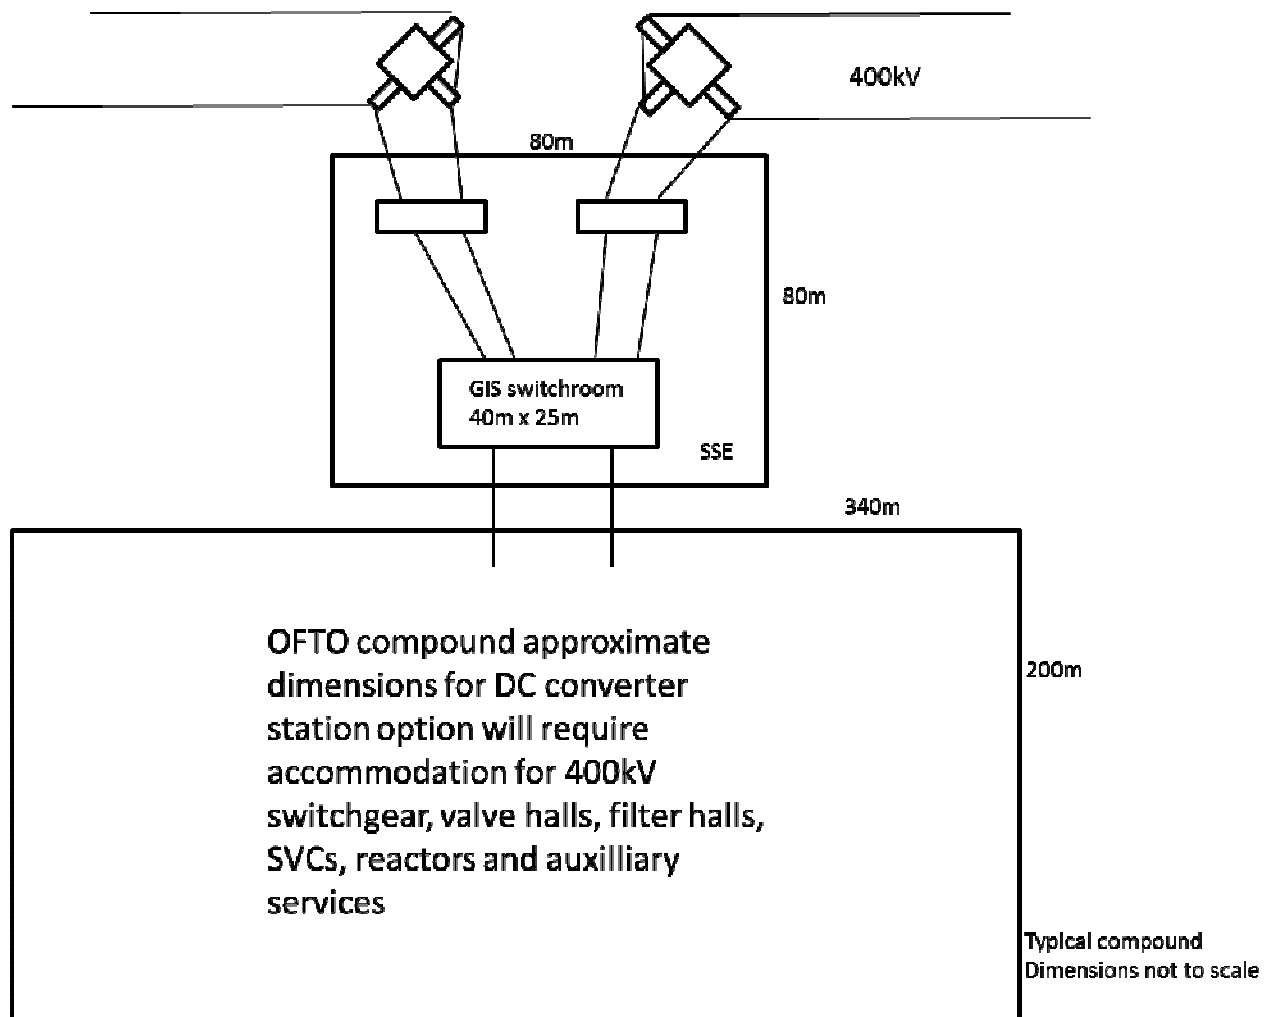 400kV
80m
80m
GIS switchroom
40m x 25m
SSE
340m
OFTO compound approximate
dimensions for DC converter
station option will require
accommodation for 400kV
switchgear, valve halls, filter halls,
SVCs, reactors and auxilliary
services
200m
Typical compound
Dimensions not to scale